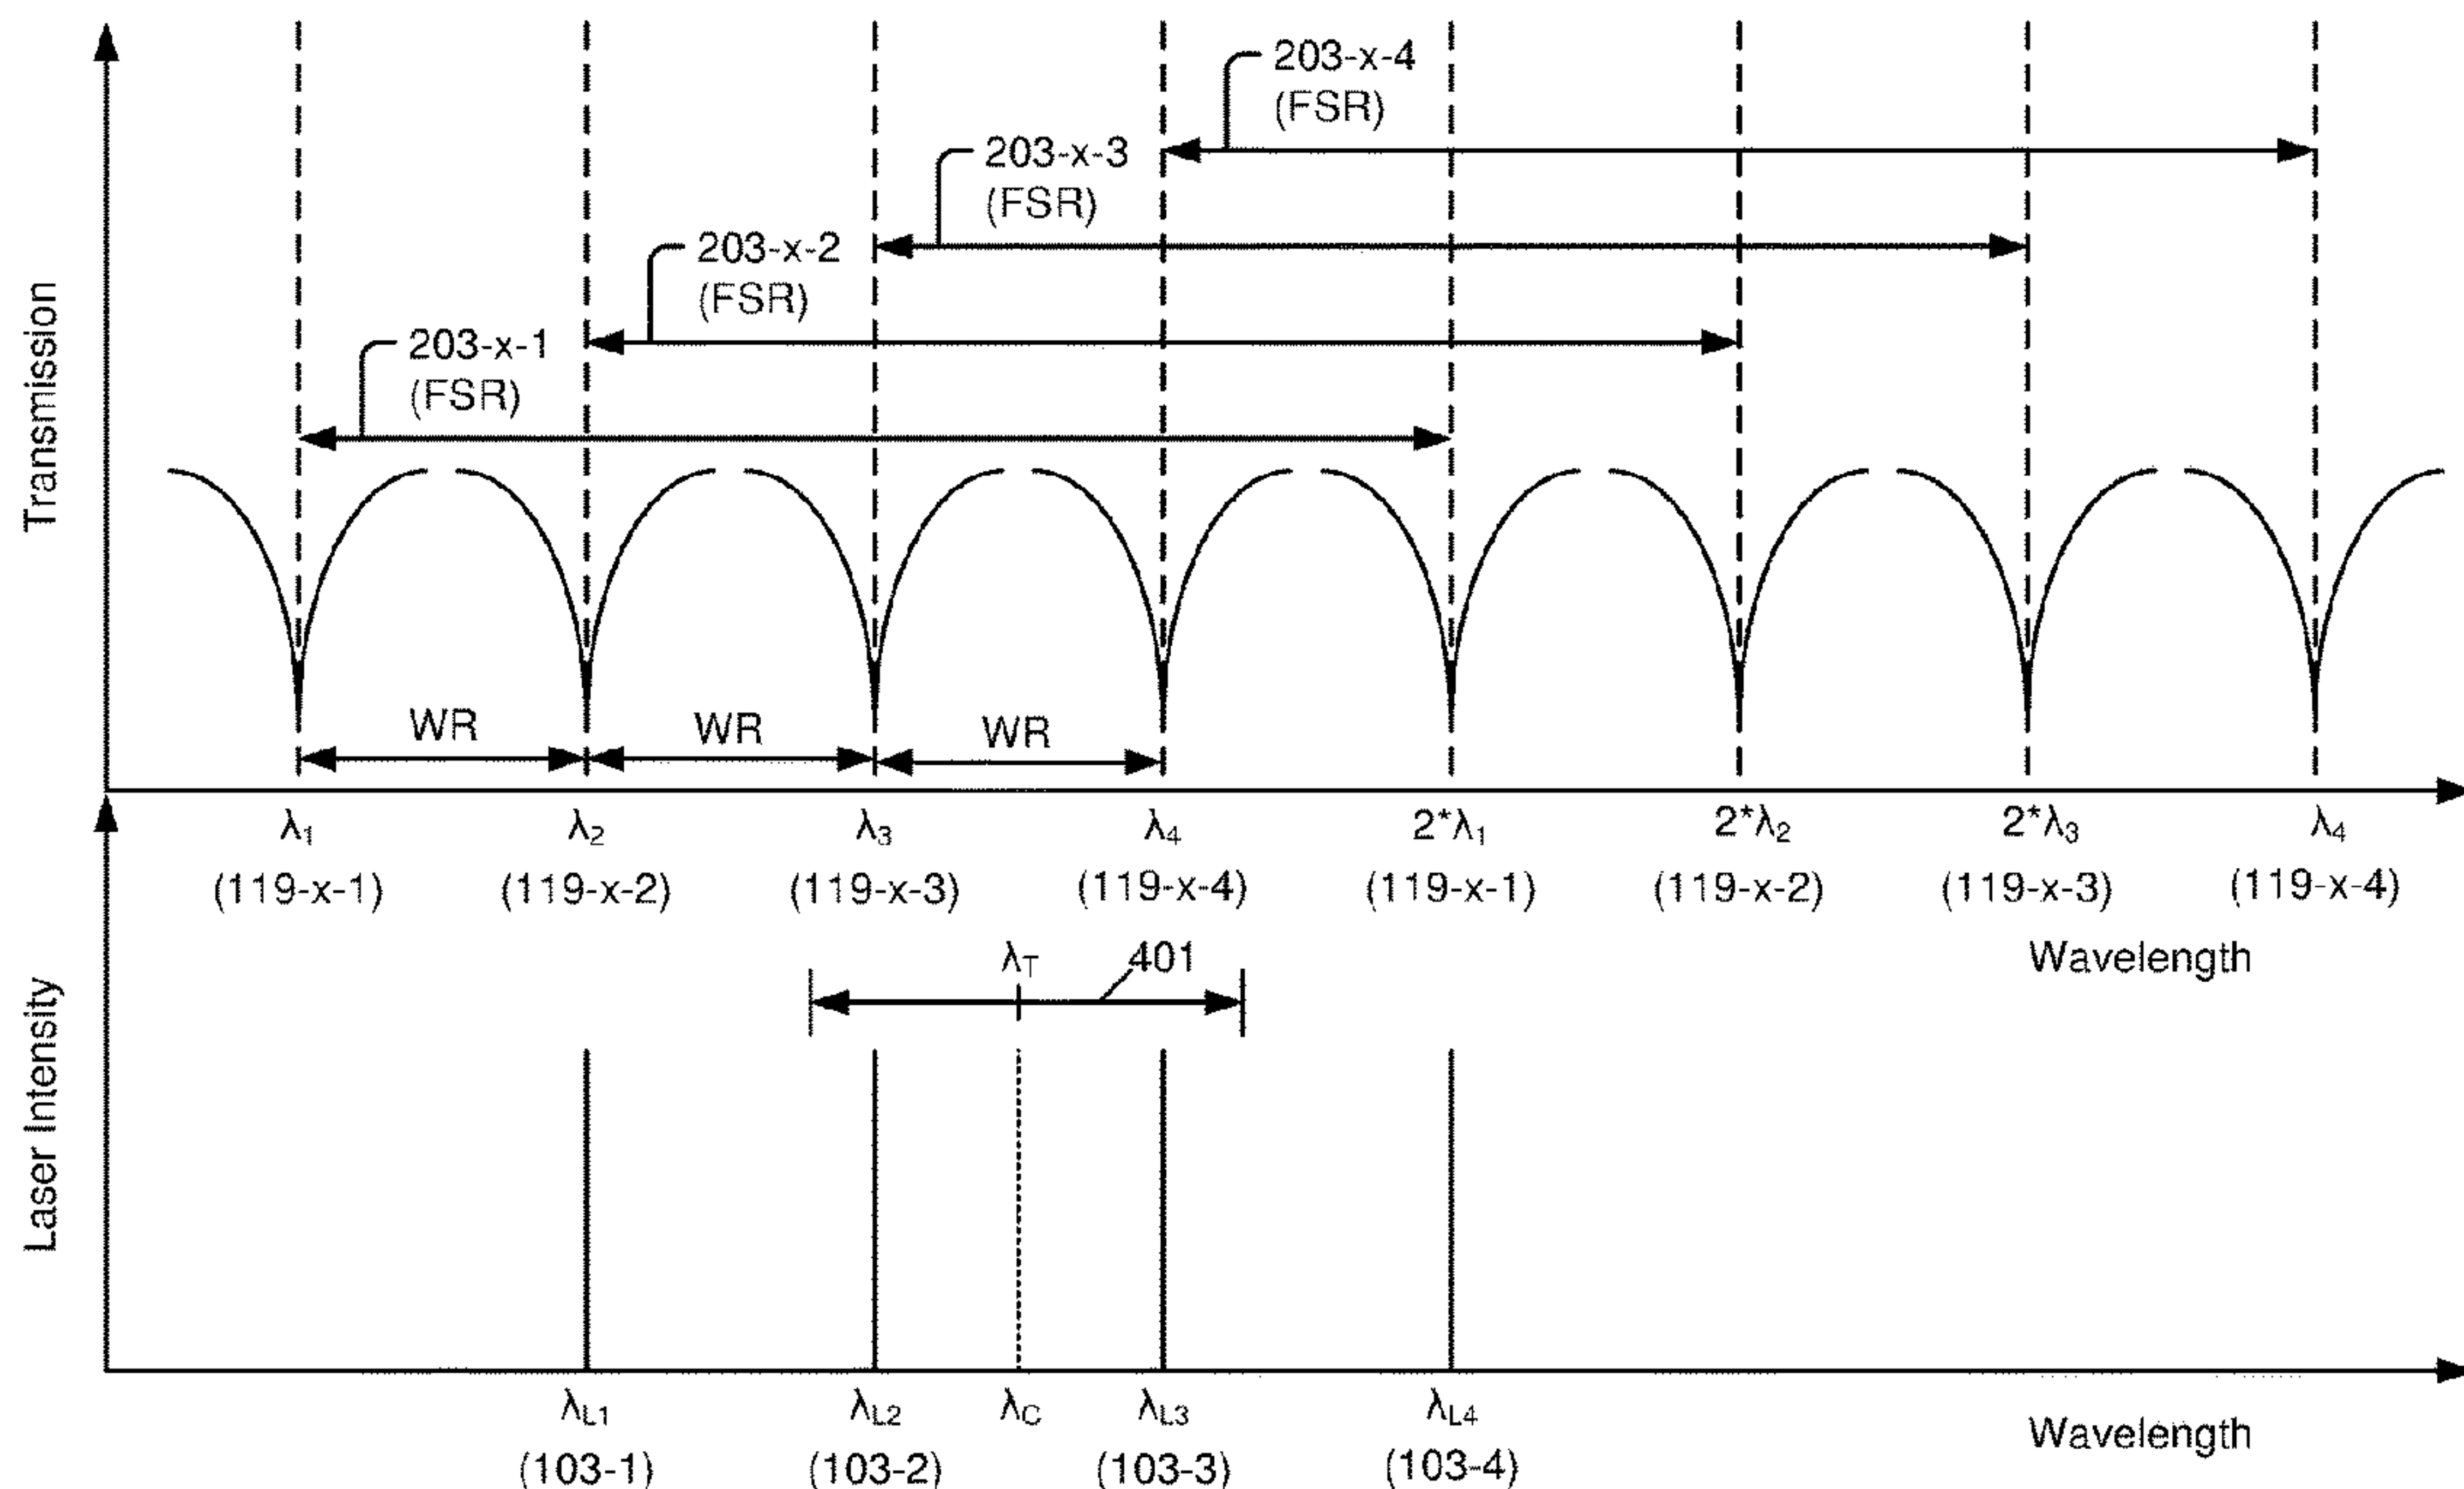 203-x-4
(FSR)
203-x-3
(FSR)
203-x-2
(FSR)
203-x-1
(FSR)
Transmission
WR WR WR
λ1 λ2 λ3 λ4 2*λ1 2*λ2 2*λ3 λ4
(119-x-1) (119-x-2) (119-x-3) (119-x-4) (119-x-1) (119-x-2) (119-x-3) (119-x-4)
λT 401 Wavelength
Laser Intensity
λL1 λL2 λC λL3 λL4 Wavelength
(103-1) (103-2) (103-3) (103-4)